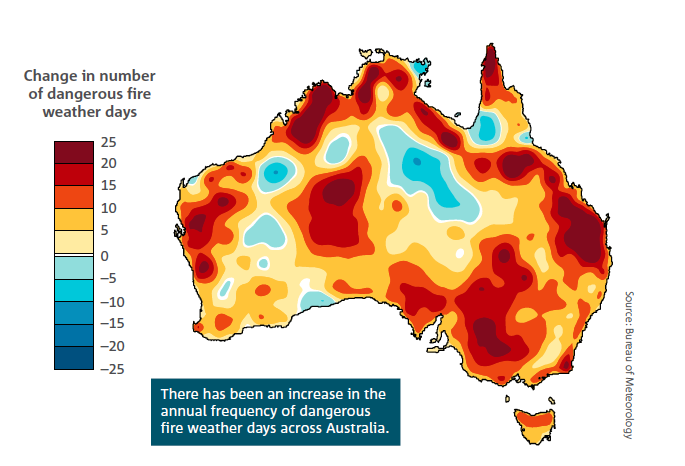 Change in number
of dangerous fire
weather days
25
20
15
10
5
0
−5
−10
−15
−20
−25
There has been an increase in the
annual frequency of dangerous
fire weather days across Australia.
Source: Bureau of Meteorology